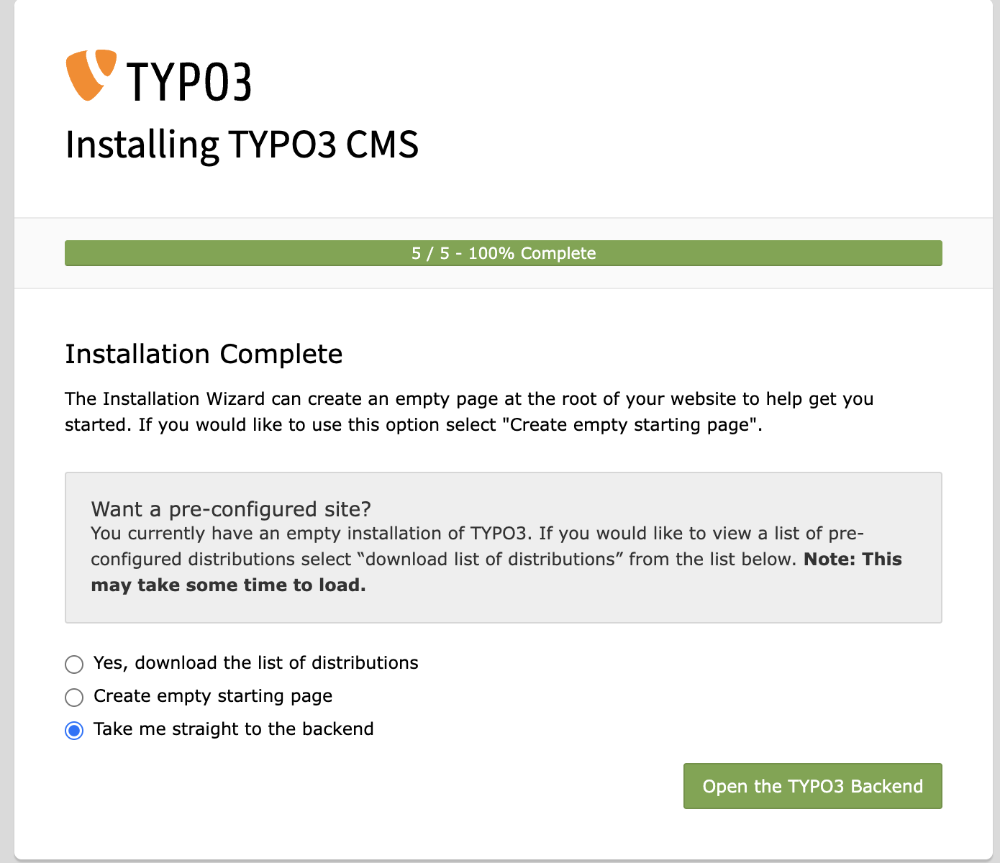 TYPO3
Installing TYPO3 CMS
5 / 5 - 100% Complete
Installation Complete
The Installation Wizard can create an empty page at the root of your website to help get you
started. If you would like to use this option select "Create empty starting page".
Want a pre-configured site?
You currently have an empty installation of TYPO3. If you would like to view a list of pre-
configured distributions select “download list of distributions” from the list below. Note: This
may take some time to load.
Yes, download the list of distributions
Create empty starting page
Take me straight to the backend
Open the TYPO3 Backend